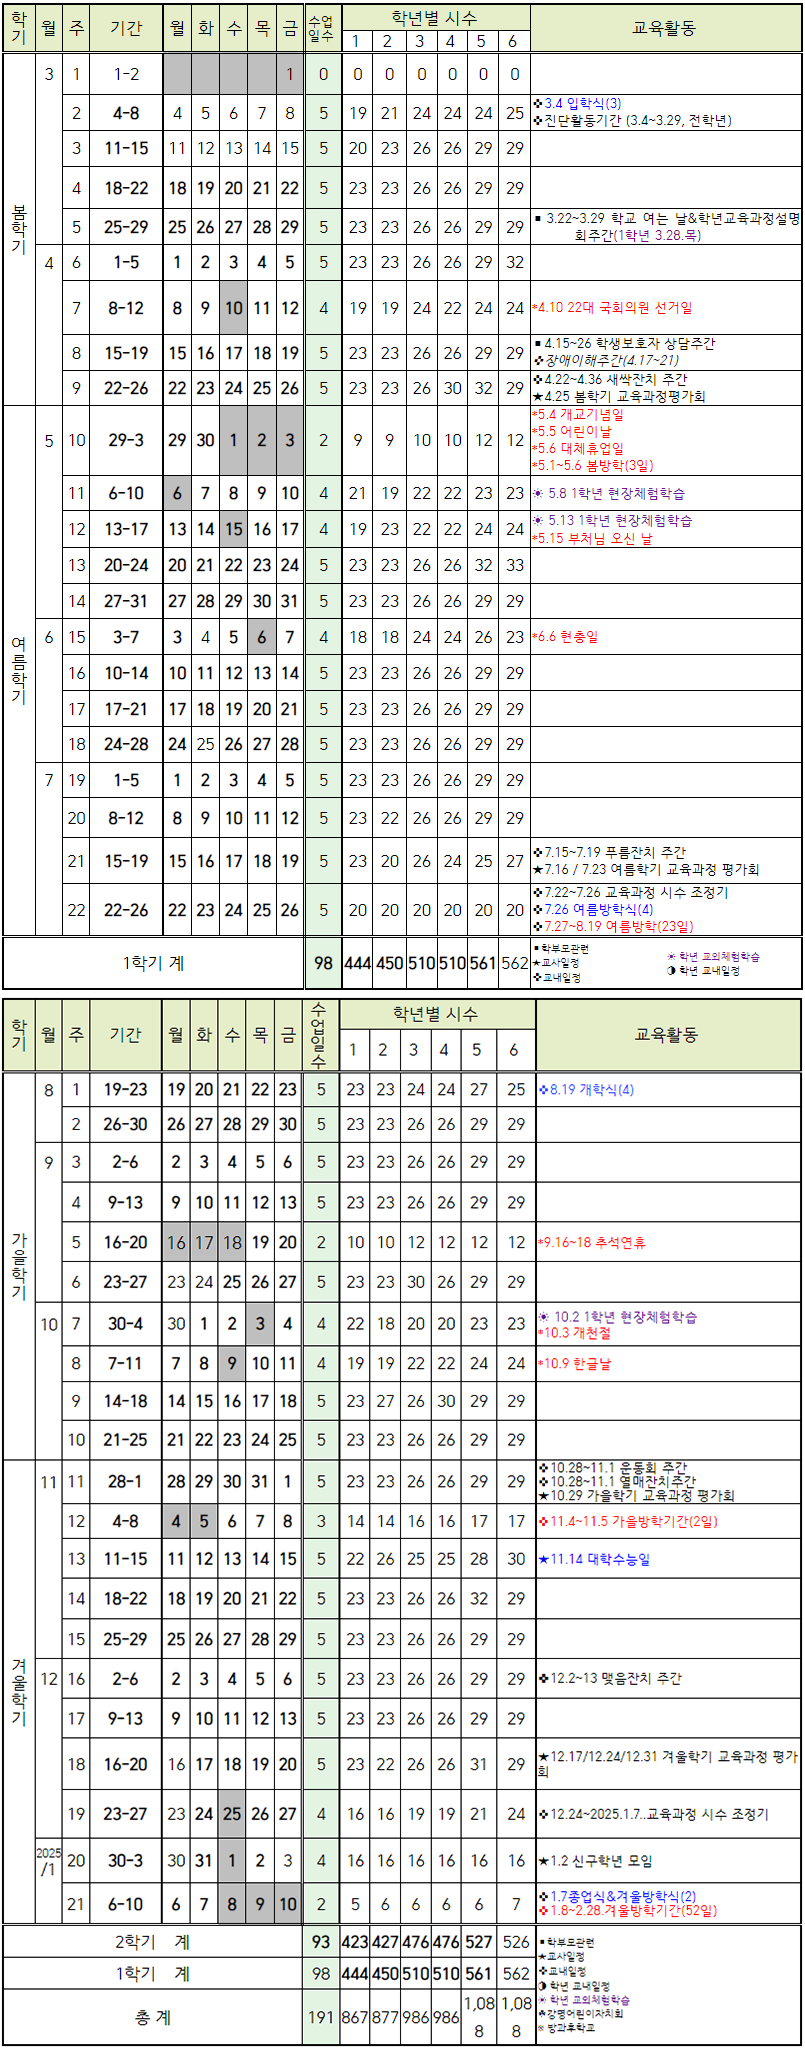 학기 월 주 기간 월 화 수 목 금 수업일수 학년별 시수 교육활동
1 2 3 4 5 6
봄학기
3 1 1-2 1 0 0 0 0 0 0 0
2 4-8 4 5 6 7 8 5 19 21 24 24 24 25 ❖3.4 입학식(3)
❖진단활동기간 (3.4~3.29, 전학년)
3 11-15 11 12 13 14 15 5 20 23 26 26 29 29
4 18-22 18 19 20 21 22 5 23 23 26 26 29 29
5 25-29 25 26 27 28 29 5 23 23 26 26 29 29 ▪ 3.22~3.29 학교 여는 날&학년교육과정설명
회주간(1학년 3.28.목)
4 6 1-5 1 2 3 4 5 5 23 23 26 26 29 32
7 8-12 8 9 10 11 12 4 19 19 24 22 24 24 *4.10 22대 국회의원 선거일
8 15-19 15 16 17 18 19 5 23 23 26 26 29 29 ▪4.15~26 학생보호자 상담주간
❖장애이해주간(4.17~21)
9 22-26 22 23 24 25 26 5 23 23 26 30 32 29 ❖4.22~4.36 새싹잔치 주간
★4.25 봄학기 교육과정평가회
여름학기
5 10 29-3 29 30 1 2 3 2 9 9 10 10 12 12 *5.4 개교기념일
*5.5 어린이날
*5.6 대체휴업일
*5.1~5.6 봄방학(3일)
11 6-10 6 7 8 9 10 4 21 19 22 22 23 23 ☀ 5.8 1학년 현장체험학습
12 13-17 13 14 15 16 17 4 19 23 22 22 24 24 ☀ 5.13 1학년 현장체험학습
*5.15 부처님 오신 날
13 20-24 20 21 22 23 24 5 23 23 26 26 32 33
14 27-31 27 28 29 30 31 5 23 23 26 26 29 29
6 15 3-7 3 4 5 6 7 4 18 18 24 24 26 23 *6.6 현충일
16 10-14 10 11 12 13 14 5 23 23 26 26 29 29
17 17-21 17 18 19 20 21 5 23 23 26 26 29 29
18 24-28 24 25 26 27 28 5 23 23 26 26 29 29
7 19 1-5 1 2 3 4 5 5 23 23 26 26 29 29
20 8-12 8 9 10 11 12 5 23 22 26 26 29 29
21 15-19 15 16 17 18 19 5 23 20 26 24 25 27 ❖7.15~7.19 푸름잔치 주간
★7.16 / 7.23 여름학기 교육과정 평가회
22 22-26 22 23 24 25 26 5 20 20 20 20 20 20 ❖7.22~7.26 교육과정 시수 조정기
❖7.26 여름방학식(4)
❖7.27~8.19 여름방학(23일)
1학기 계 98 444 450 510 510 561 562 ▪학부모관련
★교사일정
❖교내일정
☀ 학년 교외체험학습
◑ 학년 교내일정
학기 월 주 기간 월 화 수 목 금 수업일수 학년별 시수 교육활동
1 2 3 4 5 6
가을학기
8 1 19-23 19 20 21 22 23 5 23 23 24 24 27 25 ❖8.19 개학식(4)
2 26-30 26 27 28 29 30 5 23 23 26 26 29 29
9 3 2-6 2 3 4 5 6 5 23 23 26 26 29 29
4 9-13 9 10 11 12 13 5 23 23 26 26 29 29
5 16-20 16 17 18 19 20 2 10 10 12 12 12 12 *9.16~18 추석연휴
6 23-27 23 24 25 26 27 5 23 23 30 26 29 29
10 7 30-4 30 1 2 3 4 4 22 18 20 20 23 23 ☀ 10.2 1학년 현장체험학습
*10.3 개천절
8 7-11 7 8 9 10 11 4 19 19 22 22 24 24 *10.9 한글날
9 14-18 14 15 16 17 18 5 23 27 26 30 29 29
10 21-25 21 22 23 24 25 5 23 23 26 26 29 29
겨울학기
11 11 28-1 28 29 30 31 1 5 23 23 26 26 29 29 ❖10.28~11.1 운동회 주간
❖10.28~11.1 열매잔치주간
★10.29 가을학기 교육과정 평가회
12 4-8 4 5 6 7 8 3 14 14 16 16 17 17 ❖11.4~11.5 가을방학기간(2일)
13 11-15 11 12 13 14 15 5 22 26 25 25 28 30 ★11.14 대학수능일
14 18-22 18 19 20 21 22 5 23 23 26 26 32 29
15 25-29 25 26 27 28 29 5 23 23 26 26 29 29
12 16 2-6 2 3 4 5 6 5 23 23 26 26 29 29 ❖12.2~13 맺음잔치 주간
17 9-13 9 10 11 12 13 5 23 23 26 26 29 29
18 16-20 16 17 18 19 20 5 23 22 26 26 31 29 ★12.17/12.24/12.31 겨울학기 교육과정 평가
회
19 23-27 23 24 25 26 27 4 16 16 19 19 21 24 ❖12.24~2025.1.7..교육과정 시수 조정기
2025
/1 20 30-3 30 31 1 2 3 4 16 16 16 16 16 16 ★1.2 신구학년 모임
21 6-10 6 7 8 9 10 2 5 6 6 6 6 7 ❖1.7종업식&겨울방학식(2)
❖1.8~2.28.겨울방학기간(52일)
2학기 계 93 423 427 476 476 527 526
1학기 계 98 444 450 510 510 561 562
총 계 191 867 877 986 986 1,088 1,088
▪학부모관련
★교사일정
❖교내일정
◑ 학년 교내일정
☀ 학년 교외체험학습
☘강명어린이자치회
※ 방과후학교